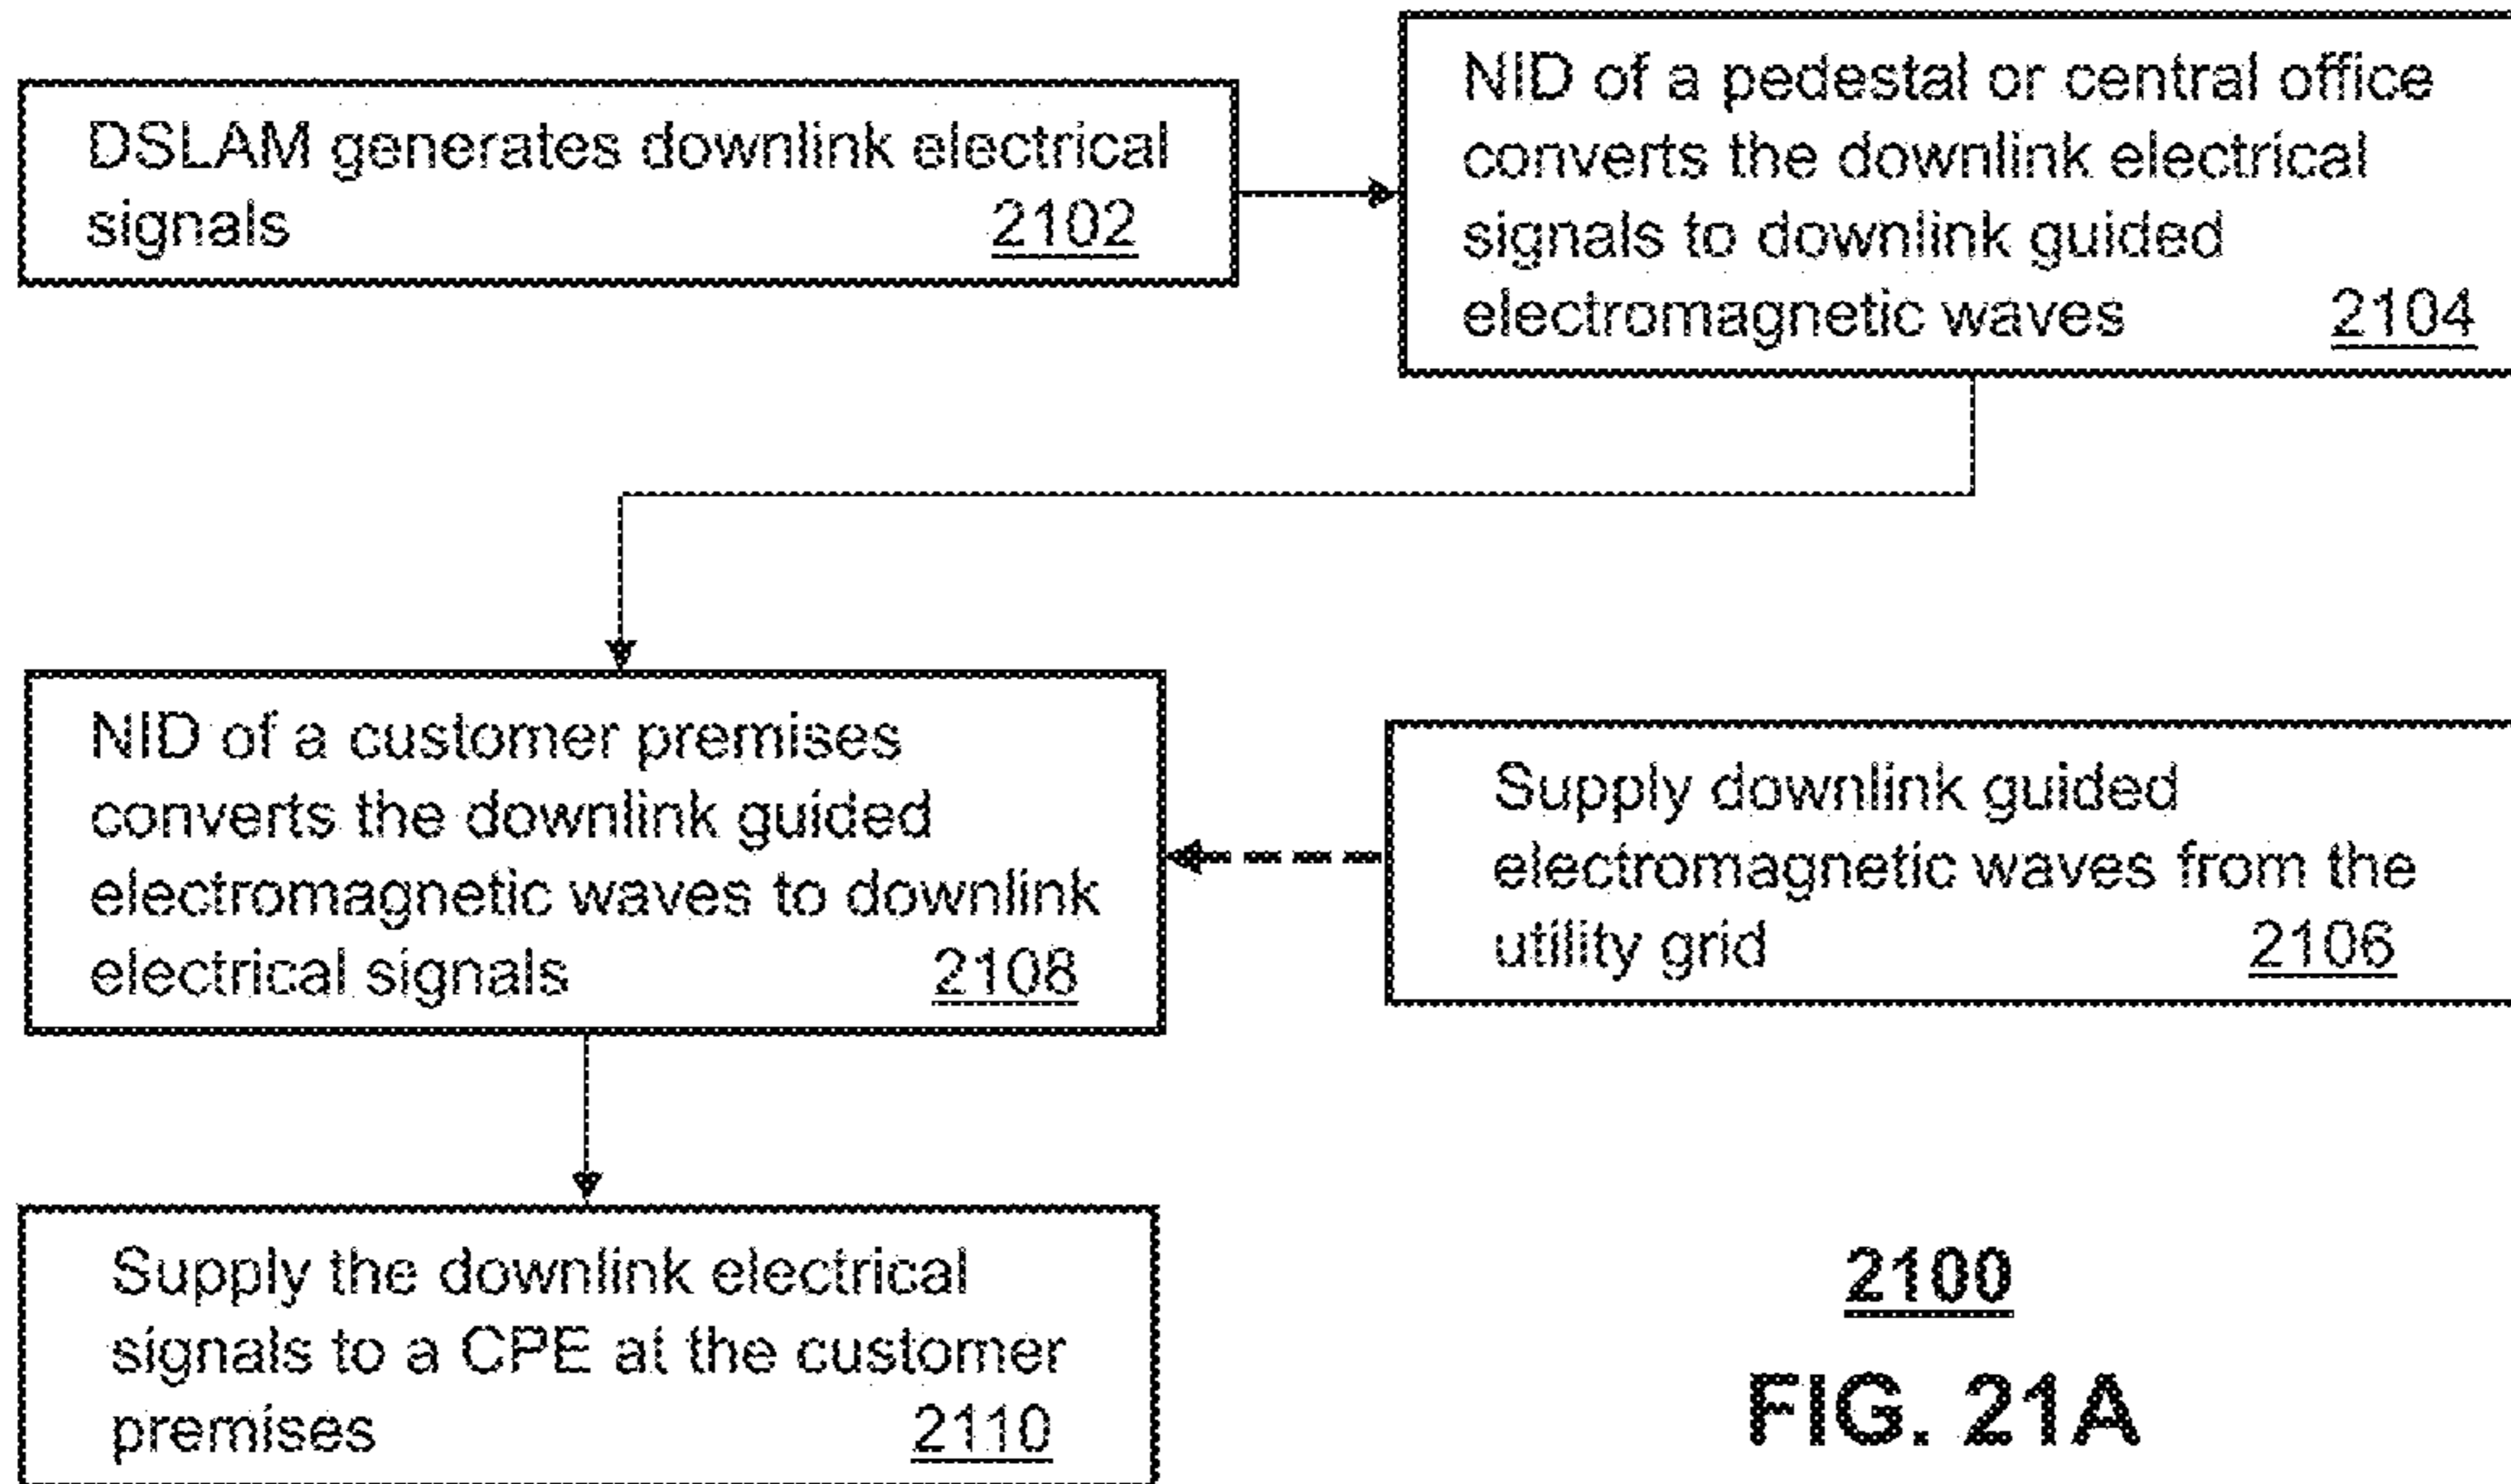 DSLAM generates downlink electrical
signals 2102
NID of a pedestal or central office
converts the downlink electrical
signals to downlink guided
electromagnetic waves 2104
NID of a customer premises
converts the downlink guided
electromagnetic waves to downlink
electrical signals 2108
Supply downlink guided
electromagnetic waves from the
utility grid 2106
Supply the downlink electrical
signals to a CPE at the customer
premises 2110
2100
FIG. 21A